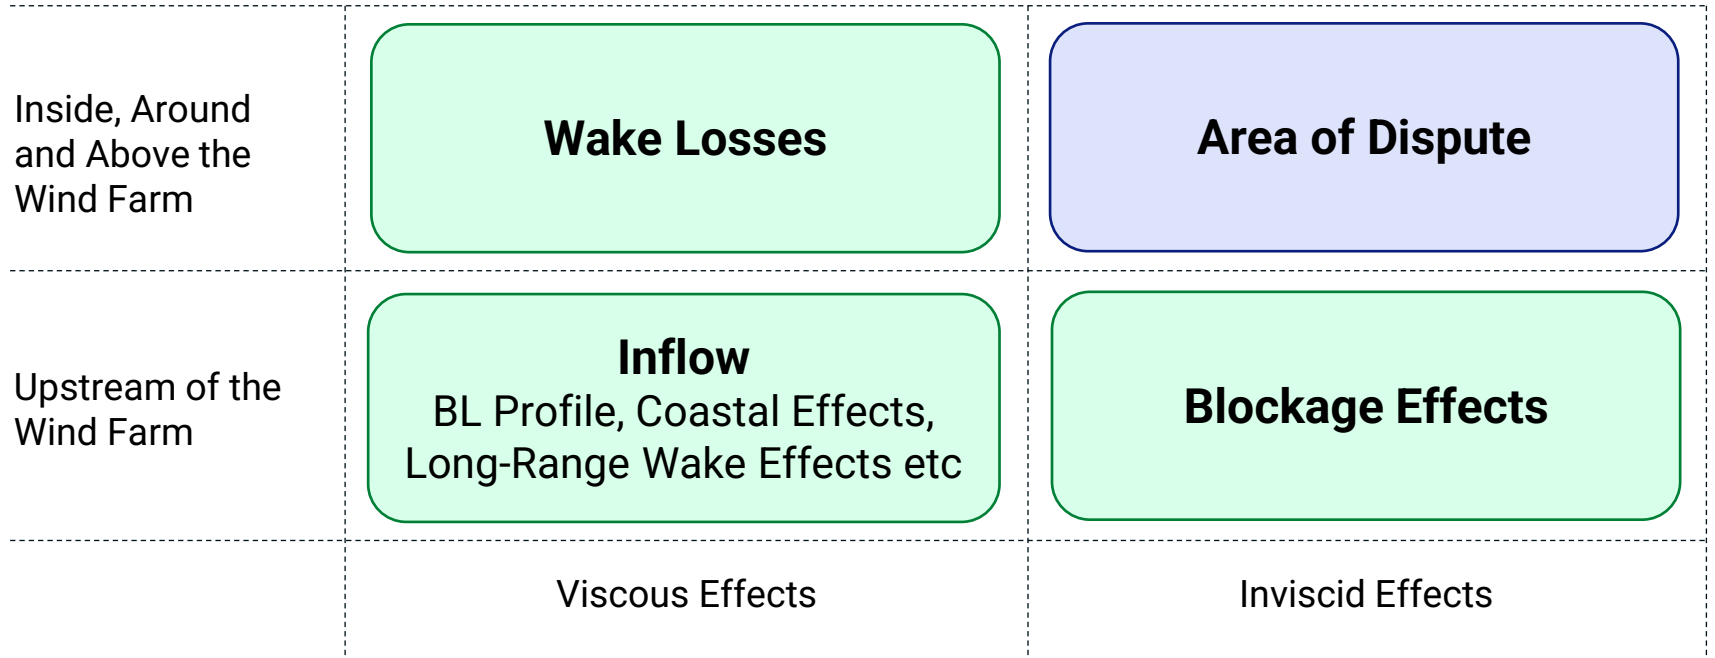 Inside, Around
and Above the
Wind Farm
Wake Losses
Area of Dispute
Upstream of the
Wind Farm
Inflow
BL Profile, Coastal Effects,
Long-Range Wake Effects etc
Blockage Effects
Viscous Effects
Inviscid Effects